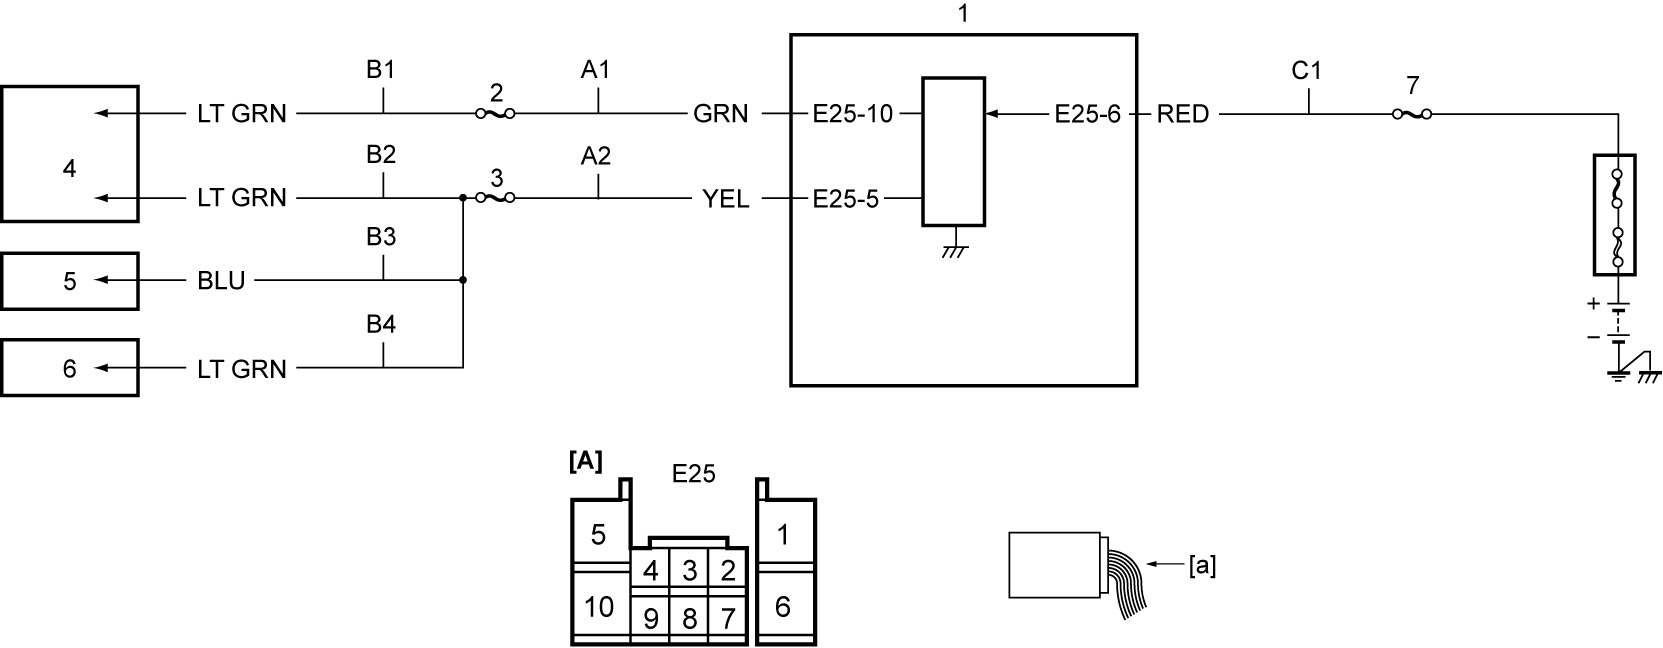 1
B1 2 A1 C1 7
LT GRN GRN E25-10 E25-6 RED
4
B2 3 A2
LT GRN YEL E25-5
B3
5 BLU
B4
6 LT GRN
+
−
[A] E25
5 1
4 3 2
10 9 8 7 6
[a]